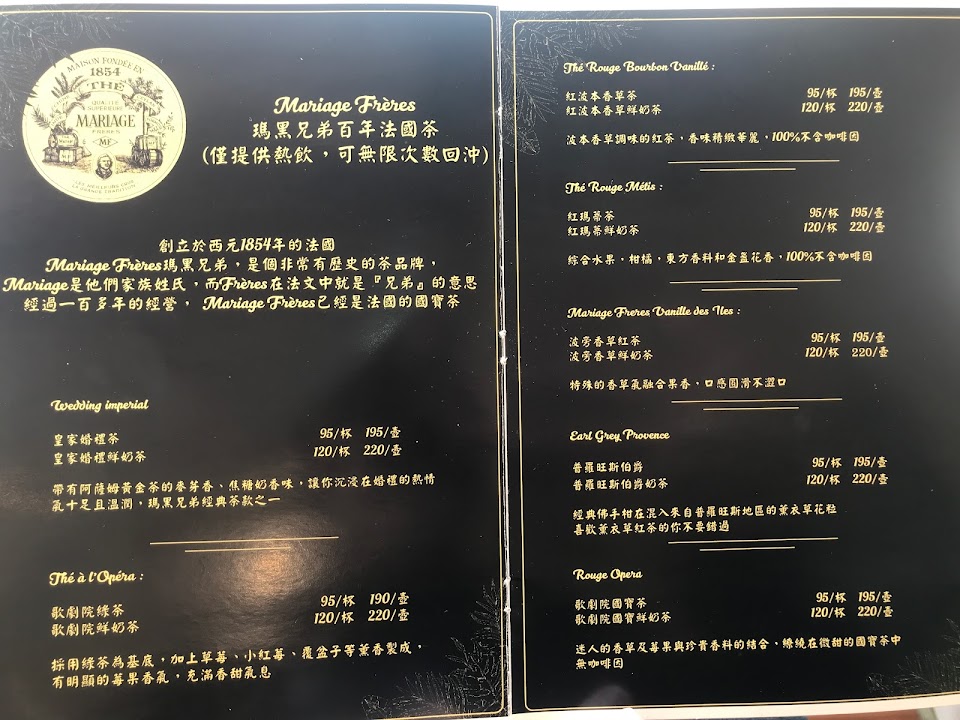 MAISON FONDÉE EN
1854
THÉ
QUALITÉ
SUPÉRIEURE
MARIAGE
FRÈRES
MF
Mariage Frères
瑪黑兄弟百年法國茶
(僅提供熱飲，可無限次數回沖)
創立於西元1854年的法國
Mariage Frères瑪黑兄弟，是個非常有歷史的茶品牌，
Mariage是他們家族姓氏，而Frères在法文中就是『兄弟』的意思
經過一百多年的經營， Mariage Frères已經是法國的國寶茶
Wedding imperial
皇家婚禮茶 95/杯 195/壺
皇家婚禮鮮奶茶 120/杯 220/壺
帶有阿薩姆黃金茶的麥芽香、焦糖奶香味，讓你沉浸在婚禮的熱情
氣十足且溫潤，瑪黑兄弟經典茶款之一
Thé à l'Opéra :
歌劇院綠茶 95/杯 190/壺
歌劇院鮮奶茶 120/杯 220/壺
採用綠茶為基底，加上草莓、小紅莓、覆盆子等薰香製成，
有明顯的莓果香氣，充滿香甜氣息
Thé Rouge Bourbon Vanillé :
紅波本香草茶 95/杯 195/壺
紅波本香草鮮奶茶 120/杯 220/壺
波本香草調味的紅茶，香味精緻華麗，100%不含咖啡因
Thé Rouge Métis :
紅瑪蒂茶 95/杯 195/壺
紅瑪蒂鮮奶茶 120/杯 220/壺
綜合水果，柑橘，東方香料和金盞花香，100%不含咖啡因
Mariage Freres Vanille des Iles :
波旁香草紅茶 95/杯 195/壺
波旁香草鮮奶茶 120/杯 220/壺
特殊的香草氣融合果香，口感圓滑不澀口
Earl Grey Provence
普羅旺斯伯爵 95/杯 195/壺
普羅旺斯伯爵奶茶 120/杯 220/壺
經典佛手柑在混入來自普羅旺斯地區的薰衣草花粒
喜歡薰衣草紅茶的你不要錯過
Rouge Opera
歌劇院國寶茶 95/杯 195/壺
歌劇院國寶鮮奶茶 120/杯 220/壺
迷人的香草及莓果與珍貴香料的結合、繚繞在微甜的國寶茶中
無咖啡因